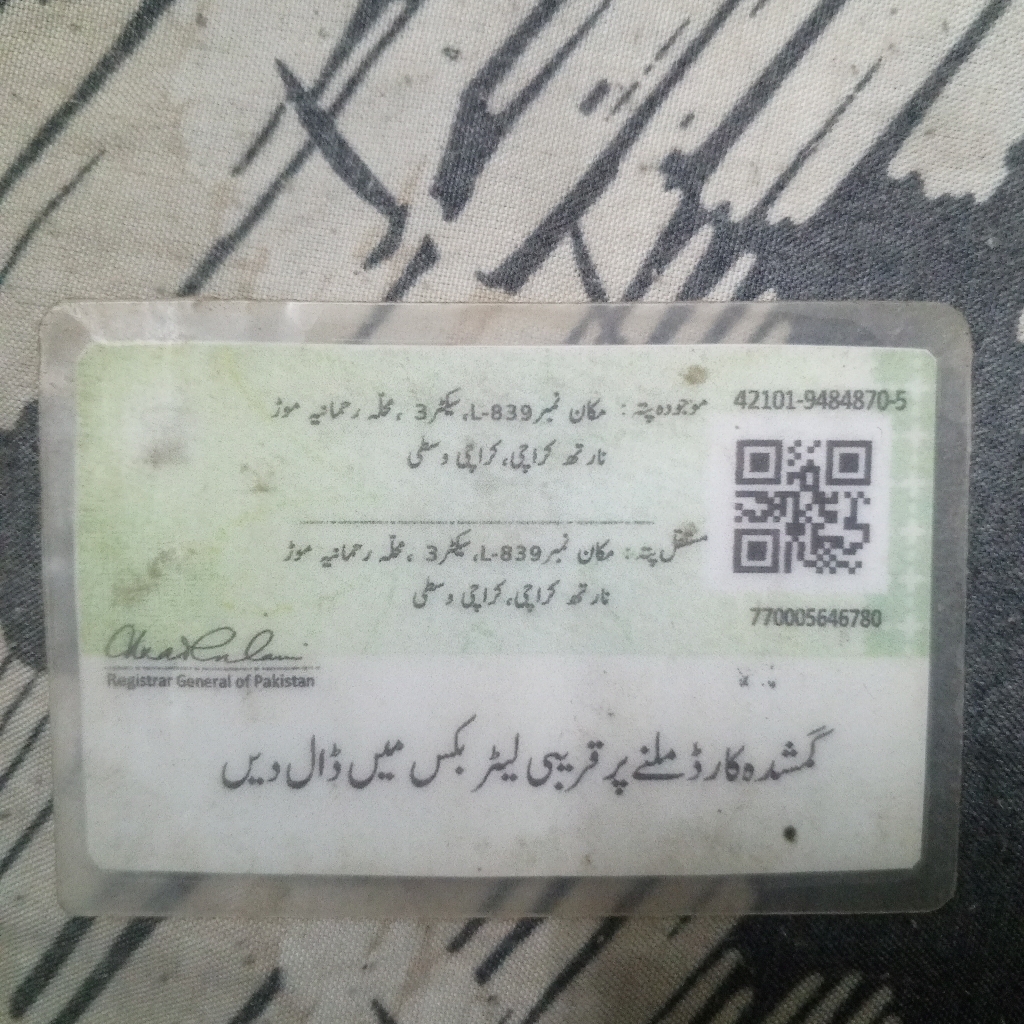 42101-9484870-5
موجودہ پتہ: مکان نمبر L-839، سیکٹر 3، محلہ رحمانیہ موڑ
نارتھ کراچی، کراچی وسطی
مستقل پتہ: مکان نمبر L-839، سیکٹر 3، محلہ رحمانیہ موڑ
نارتھ کراچی، کراچی وسطی
770005646780
Registrar General of Pakistan
گمشدہ کارڈ ملنے پر قریبی لیٹر بکس میں ڈال دیں